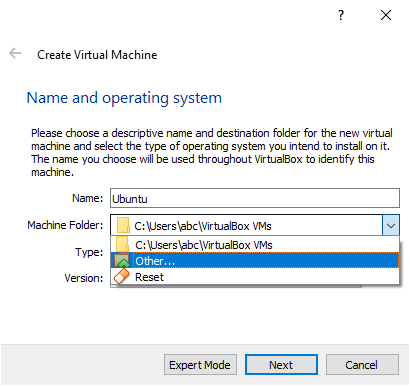 ?
Create Virtual Machine
Name and operating system
Please choose a descriptive name and destination folder for the new virtual
machine and select the type of operating system you intend to install on it.
The name you choose will be used throughout VirtualBox to identify this
machine.
Name: Ubuntu
Machine Folder: C:\Users\abc\VirtualBox VMs
C:\Users\abc\VirtualBox VMs
Type:
Other...
Version:
Reset
Expert Mode Next Cancel